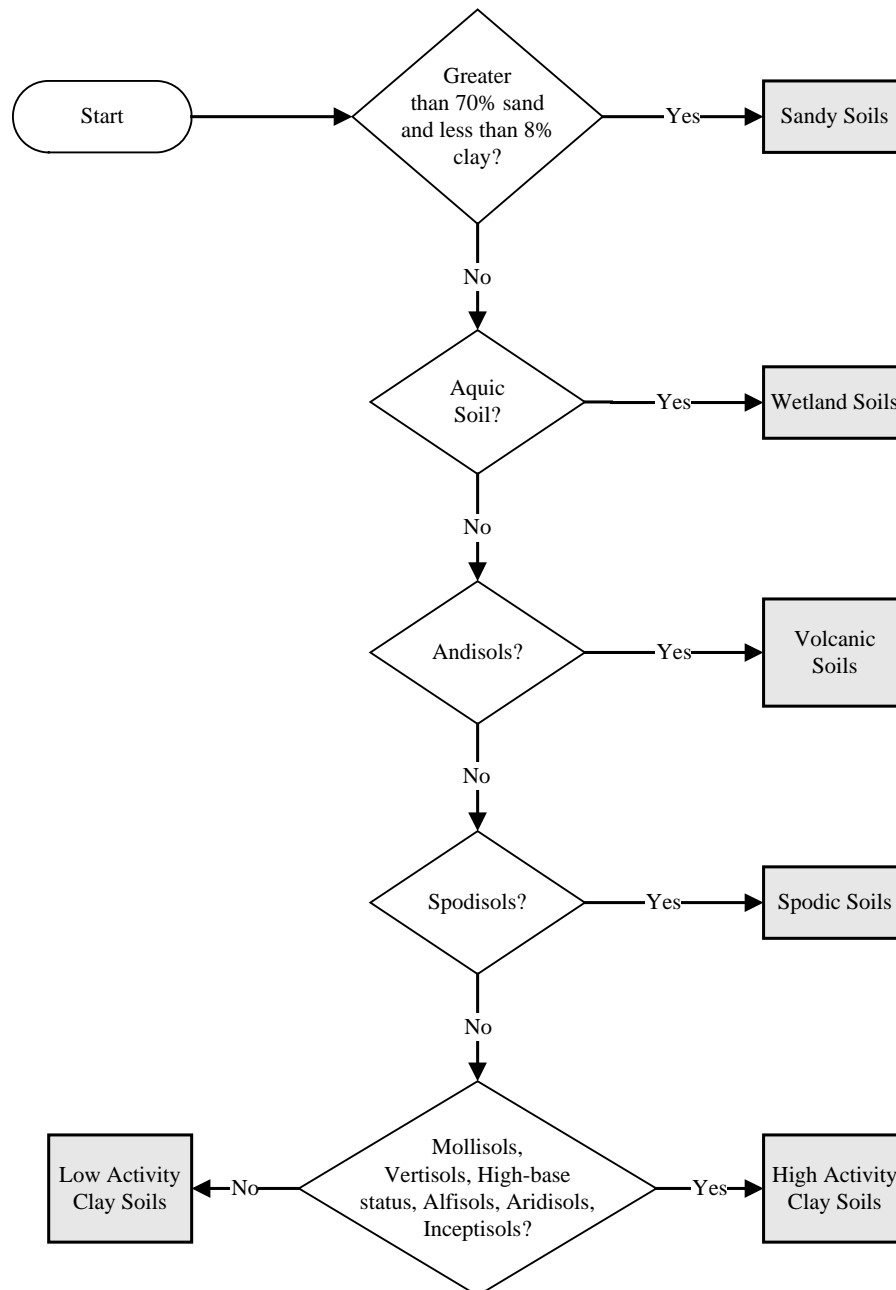 Start
Greater
than 70% sand
and less than 8%
clay?
Yes
Sandy Soils
No
Aquic
Soil?
Yes
Wetland Soils
No
Andisols?
Yes
Volcanic
Soils
No
Spodisols?
Yes
Spodic Soils
No
Mollisols,
Vertisols, High-base
status, Alfisols, Aridisols,
Inceptisols?
No
Low Activity
Clay Soils
Yes
High Activity
Clay Soils